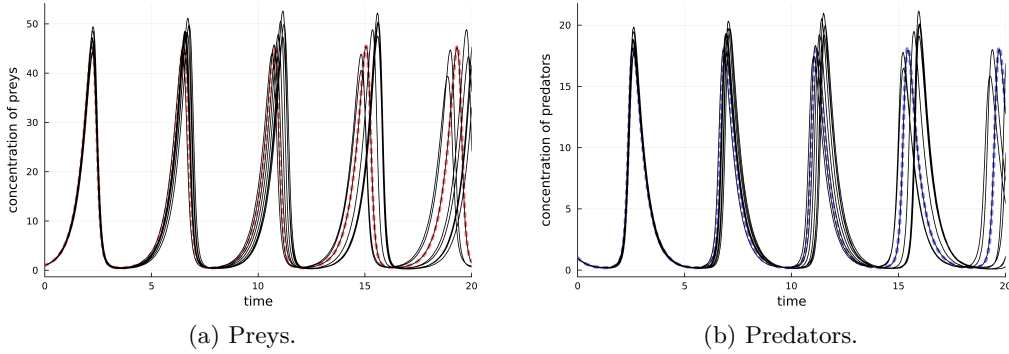 concentration of preys
50
40
30
20
10
0
0 5 10 15 20
time
(a) Preys.
concentration of predators
20
15
10
5
0
0 5 10 15 20
time
(b) Predators.